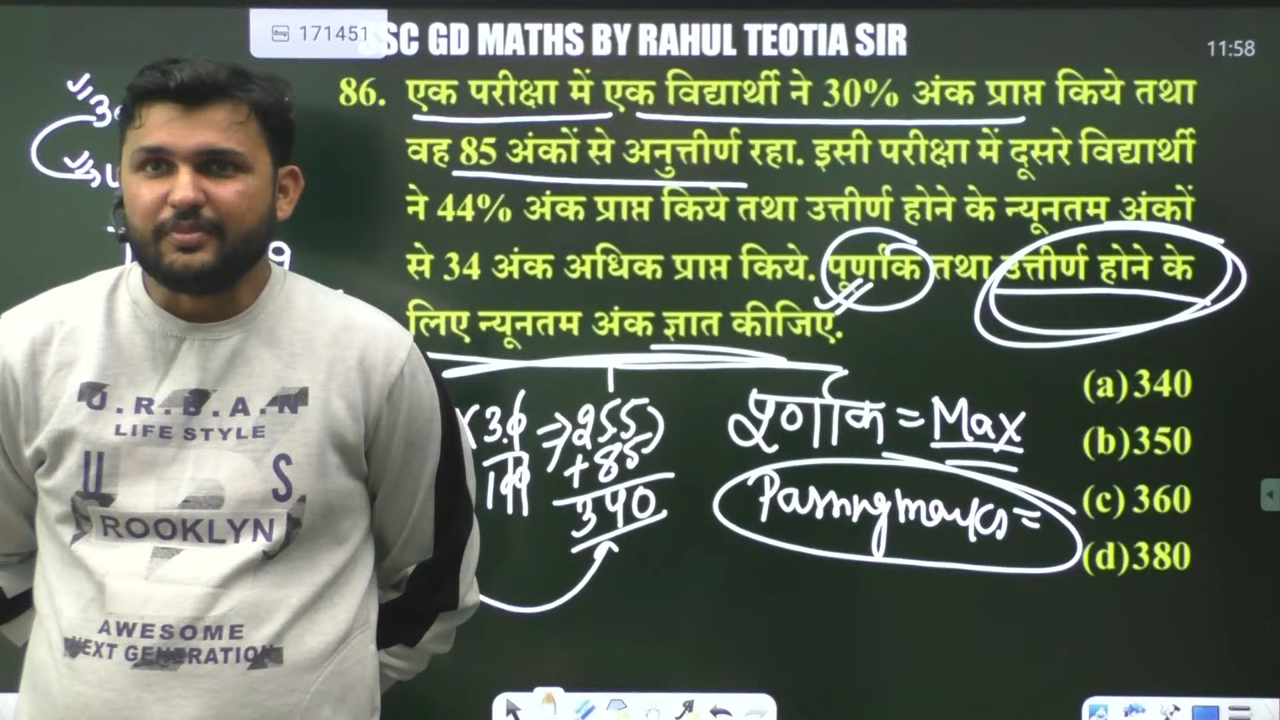 171451
SSC GD MATHS BY RAHUL TEOTIA SIR
11:58
86. एक परीक्षा में एक विद्यार्थी ने 30% अंक प्राप्त किये तथा
वह 85 अंकों से अनुत्तीर्ण रहा. इसी परीक्षा में दूसरे विद्यार्थी
ने 44% अंक प्राप्त किये तथा उत्तीर्ण होने के न्यूनतम अंकों
से 34 अंक अधिक प्राप्त किये. पूर्णांक तथा उत्तीर्ण होने के
लिए न्यूनतम अंक ज्ञात कीजिए.
(a) 340
(b) 350
(c) 360
(d) 380
⇒ 255
+ 85
340
पूर्णांक = Max
Passing marks =
U.R.B.A.N
LIFE STYLE
U S
ROOKLYN
AWESOME
NEXT GENERATION